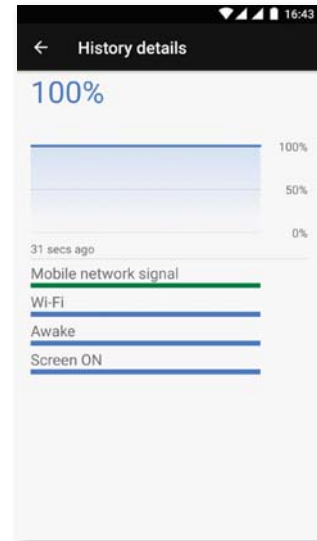 16:43
History details
100%
100%
50%
0%
31 secs ago
Mobile network signal
Wi-Fi
Awake
Screen ON